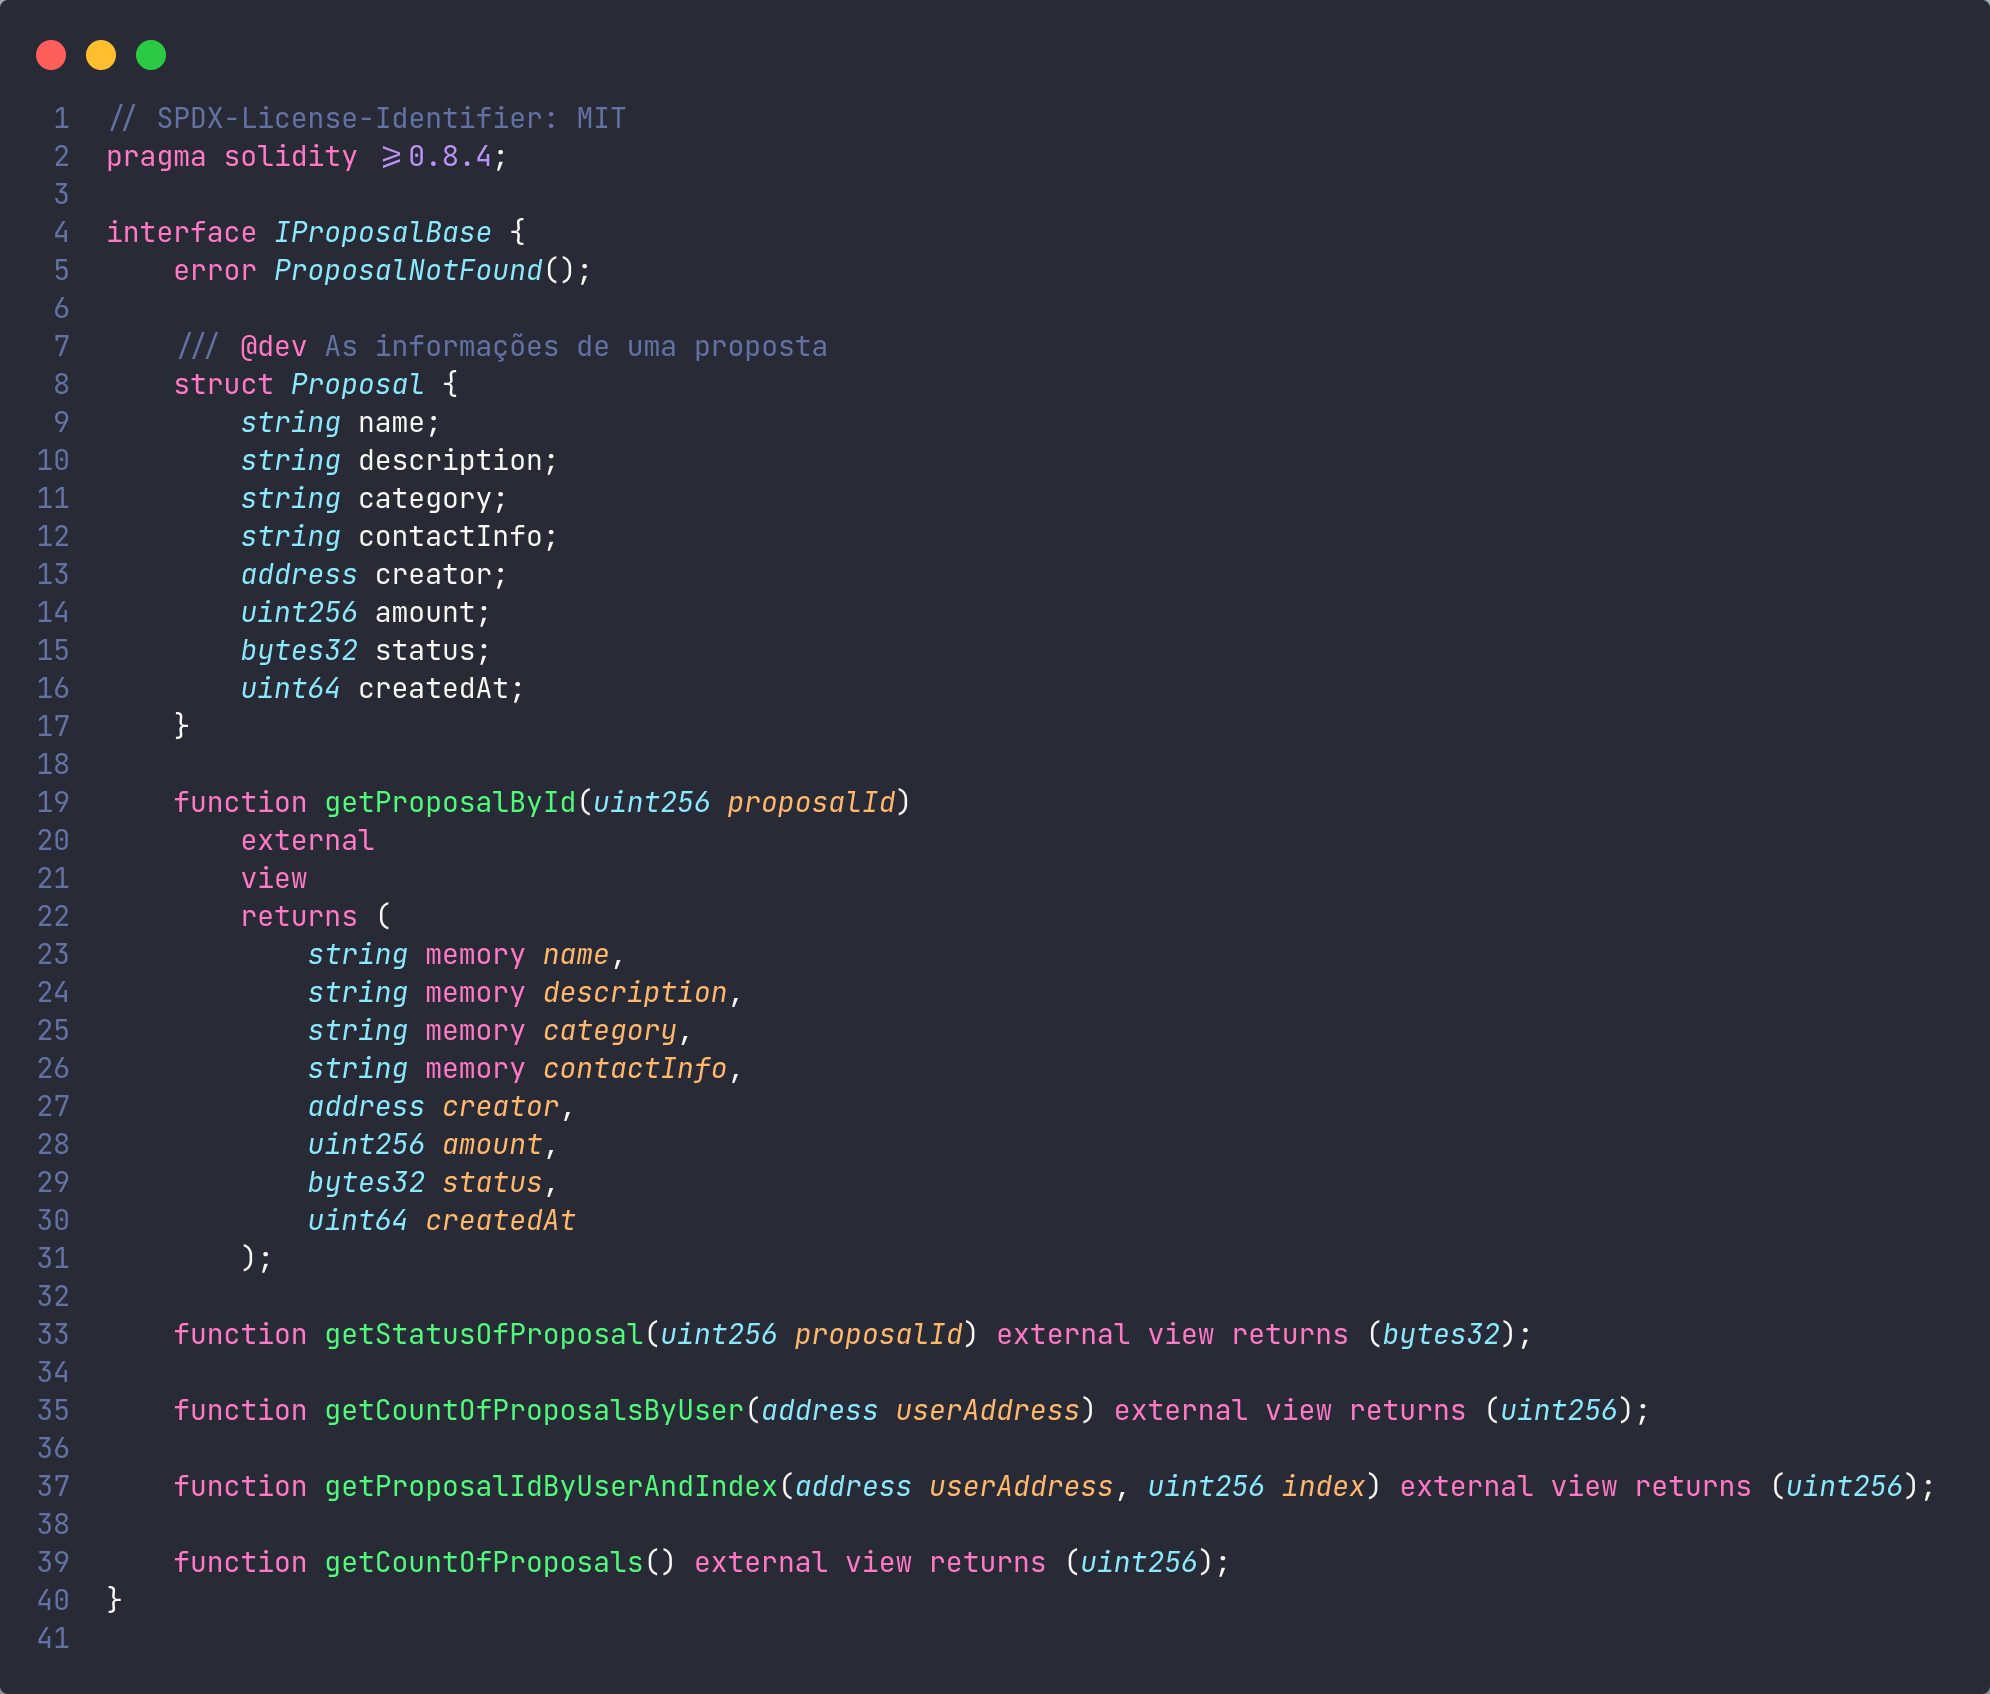 1 // SPDX-License-Identifier: MIT
2 pragma solidity >=0.8.4;
3
4 interface IProposalBase {
5     error ProposalNotFound();
6
7     /// @dev As informações de uma proposta
8     struct Proposal {
9         string name;
10         string description;
11         string category;
12         string contactInfo;
13         address creator;
14         uint256 amount;
15         bytes32 status;
16         uint64 createdAt;
17     }
18
19     function getProposalById(uint256 proposalId)
20         external
21         view
22         returns (
23             string memory name,
24             string memory description,
25             string memory category,
26             string memory contactInfo,
27             address creator,
28             uint256 amount,
29             bytes32 status,
30             uint64 createdAt
31         );
32
33     function getStatusOfProposal(uint256 proposalId) external view returns (bytes32);
34
35     function getCountOfProposalsByUser(address userAddress) external view returns (uint256);
36
37     function getProposalIdByUserAndIndex(address userAddress, uint256 index) external view returns (uint256);
38
39     function getCountOfProposals() external view returns (uint256);
40 }
41